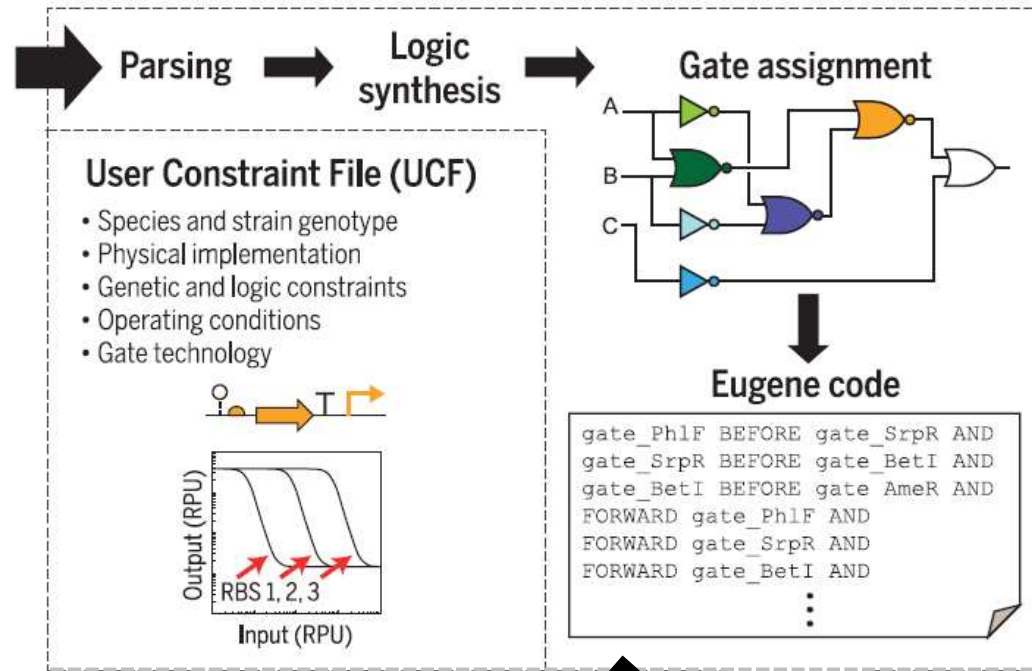 Parsing
Logic
synthesis
Gate assignment
A
B
C
User Constraint File (UCF)
• Species and strain genotype
• Physical implementation
• Genetic and logic constraints
• Operating conditions
• Gate technology
Output (RPU)
RBS 1, 2, 3
Input (RPU)
Eugene code
gate_PhlF BEFORE gate_SrpR AND
gate_SrpR BEFORE gate_BetI AND
gate_BetI BEFORE gate AmeR AND
FORWARD gate_PhlF AND
FORWARD gate_SrpR AND
FORWARD gate_BetI AND